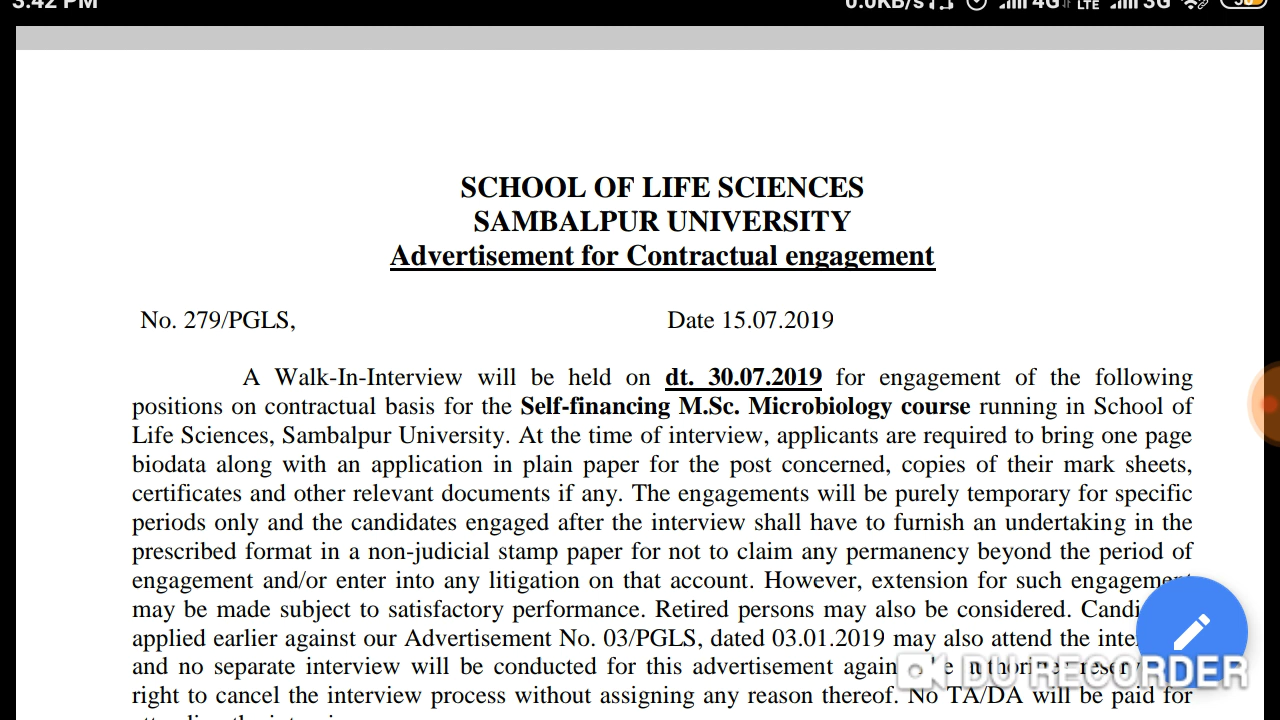 3:42 PM 0.0KB/s 4G LTE 3G
SCHOOL OF LIFE SCIENCES
SAMBALPUR UNIVERSITY
Advertisement for Contractual engagement
No. 279/PGLS, Date 15.07.2019
A Walk-In-Interview will be held on dt. 30.07.2019 for engagement of the following
positions on contractual basis for the Self-financing M.Sc. Microbiology course running in School of
Life Sciences, Sambalpur University. At the time of interview, applicants are required to bring one page
biodata along with an application in plain paper for the post concerned, copies of their mark sheets,
certificates and other relevant documents if any. The engagements will be purely temporary for specific
periods only and the candidates engaged after the interview shall have to furnish an undertaking in the
prescribed format in a non-judicial stamp paper for not to claim any permanency beyond the period of
engagement and/or enter into any litigation on that account. However, extension for such engagement
may be made subject to satisfactory performance. Retired persons may also be considered.
applied earlier against our Advertisement No. 03/PGLS, dated 03.01.2019 may also attend the
and no separate interview will be conducted for this advertisement
right to cancel the interview process without assigning any reason thereof. No TA/DA will be paid for
DU RECORDER